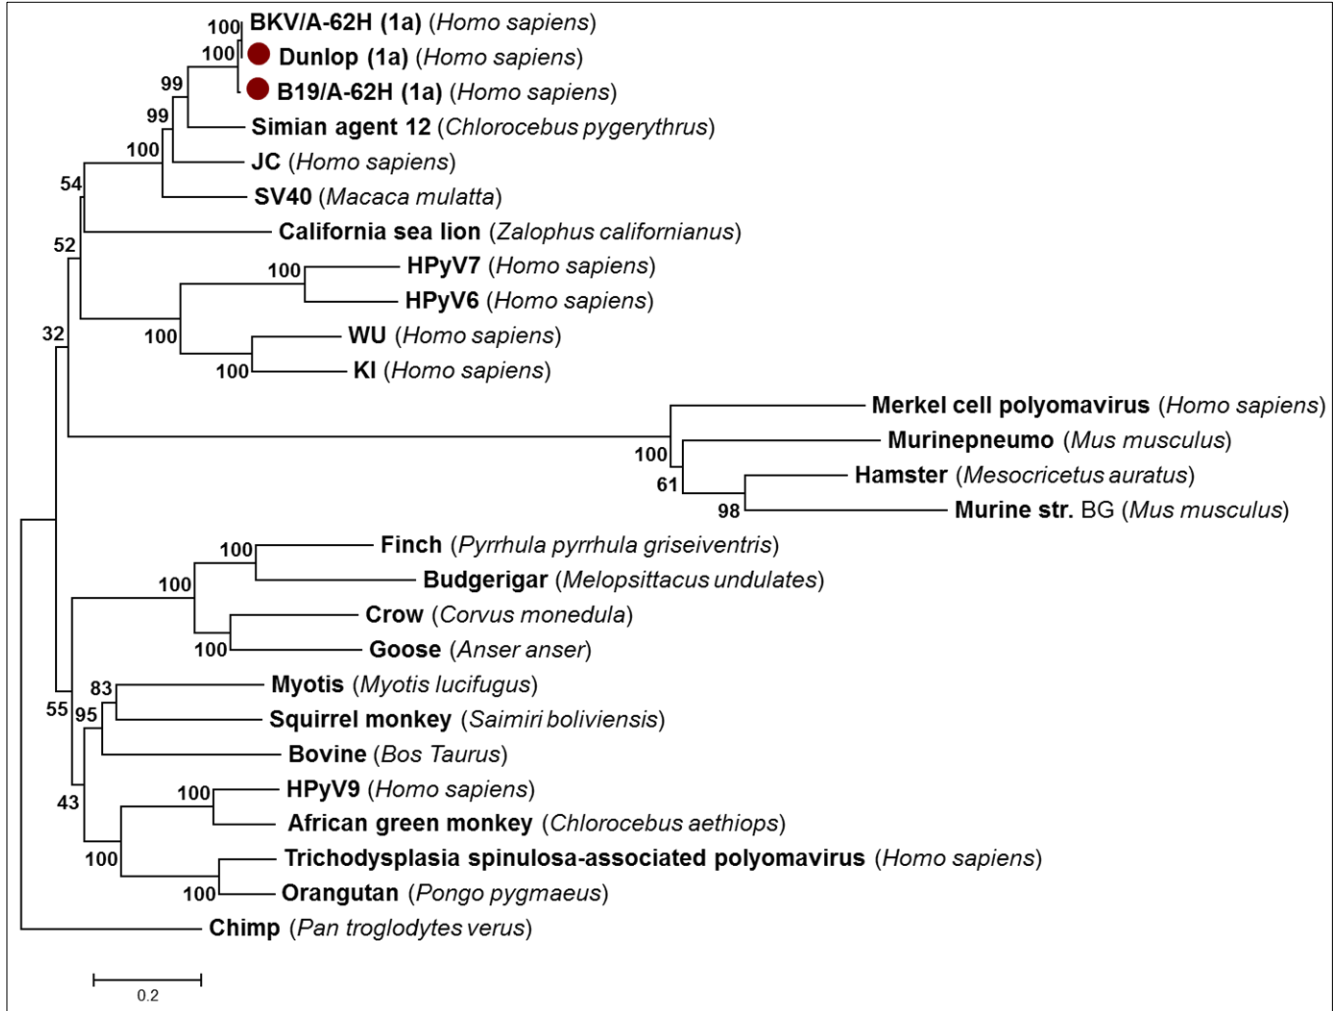 100 BKV/A-62H (1a) (Homo sapiens)
100 Dunlop (1a) (Homo sapiens)
99 B19/A-62H (1a) (Homo sapiens)
99 Simian agent 12 (Chlorocebus pygerythrus)
100 JC (Homo sapiens)
54 SV40 (Macaca mulatta)
52 California sea lion (Zalophus californianus)
100 HPyV7 (Homo sapiens)
HPyV6 (Homo sapiens)
32 100 WU (Homo sapiens)
100 KI (Homo sapiens)
Merkel cell polyomavirus (Homo sapiens)
100 Murinepneumo (Mus musculus)
61 Hamster (Mesocricetus auratus)
98 Murine str. BG (Mus musculus)
100 Finch (Pyrrhula pyrrhula griseiventris)
100 Budgerigar (Melopsittacus undulates)
Crow (Corvus monedula)
100 Goose (Anser anser)
83 Myotis (Myotis lucifugus)
55 95 Squirrel monkey (Saimiri boliviensis)
Bovine (Bos Taurus)
43 100 HPyV9 (Homo sapiens)
African green monkey (Chlorocebus aethiops)
100 Trichodysplasia spinulosa-associated polyomavirus (Homo sapiens)
100 Orangutan (Pongo pygmaeus)
Chimp (Pan troglodytes verus)
0.2